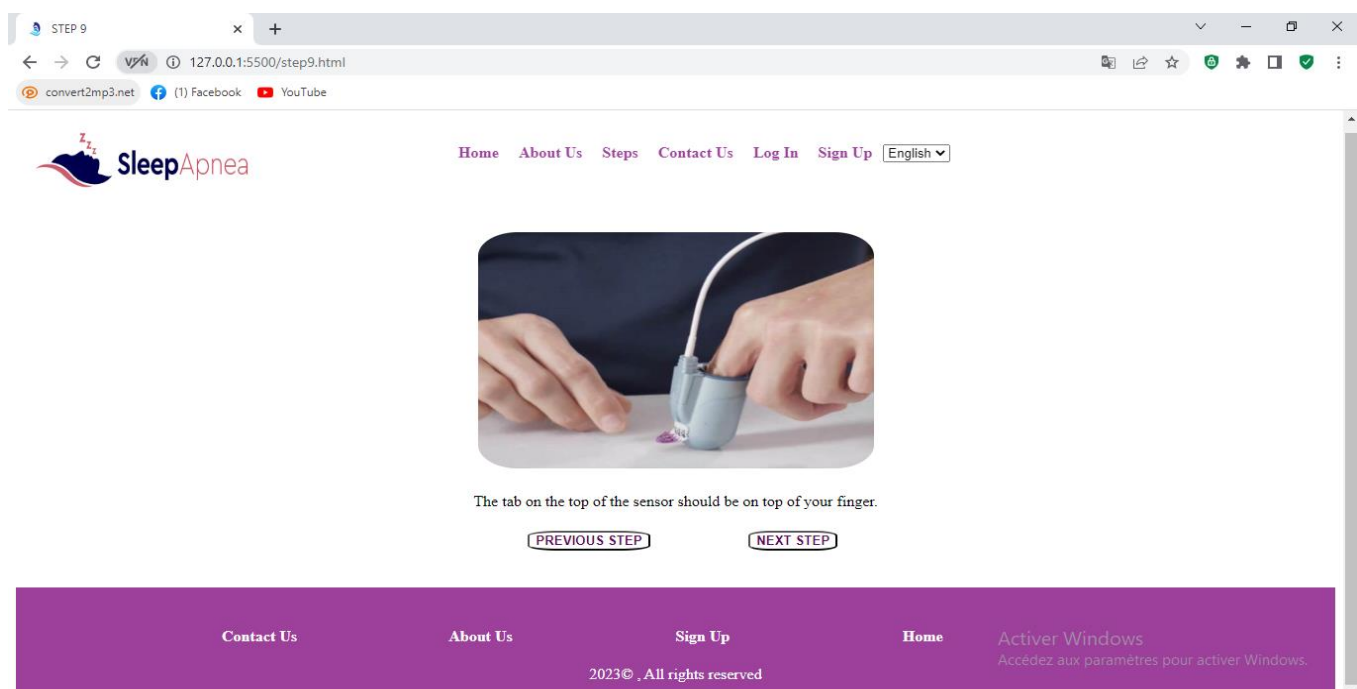 STEP 9
VPN 127.0.0.1:5500/step9.html
convert2mp3.net (1) Facebook YouTube
z z z
SleepApnea
Home About Us Steps Contact Us Log In Sign Up English
The tab on the top of the sensor should be on top of your finger.
PREVIOUS STEP NEXT STEP
Contact Us About Us Sign Up Home
Activer Windows
Accédez aux paramètres pour activer Windows.
2023© , All rights reserved